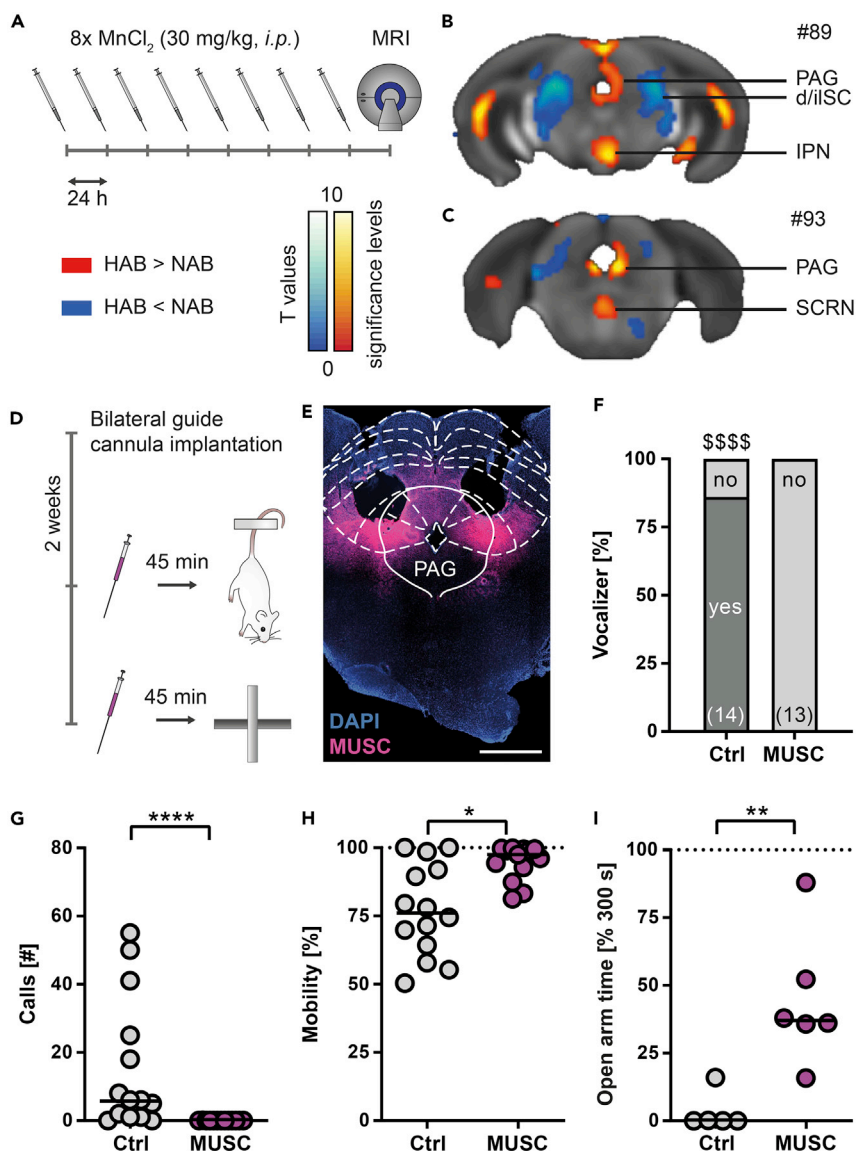 A
8x MnCl2 (30 mg/kg, i.p.)
MRI
24 h
HAB > NAB
HAB < NAB
10
0
T values
significance levels
B
#89
PAG
d/ilSC
IPN
C
#93
PAG
SCRN
D
Bilateral guide
cannula implantation
2 weeks
45 min
45 min
E
PAG
DAPI
MUSC
F
$$$$
100
75
50
25
0
Vocalizer [%]
no
yes
(14)
no
(13)
Ctrl
MUSC
G
****
80
60
40
20
0
Calls [#]
Ctrl
MUSC
H
*
100
75
50
25
0
Mobility [%]
Ctrl
MUSC
I
**
100
75
50
25
0
Open arm time [% 300 s]
Ctrl
MUSC